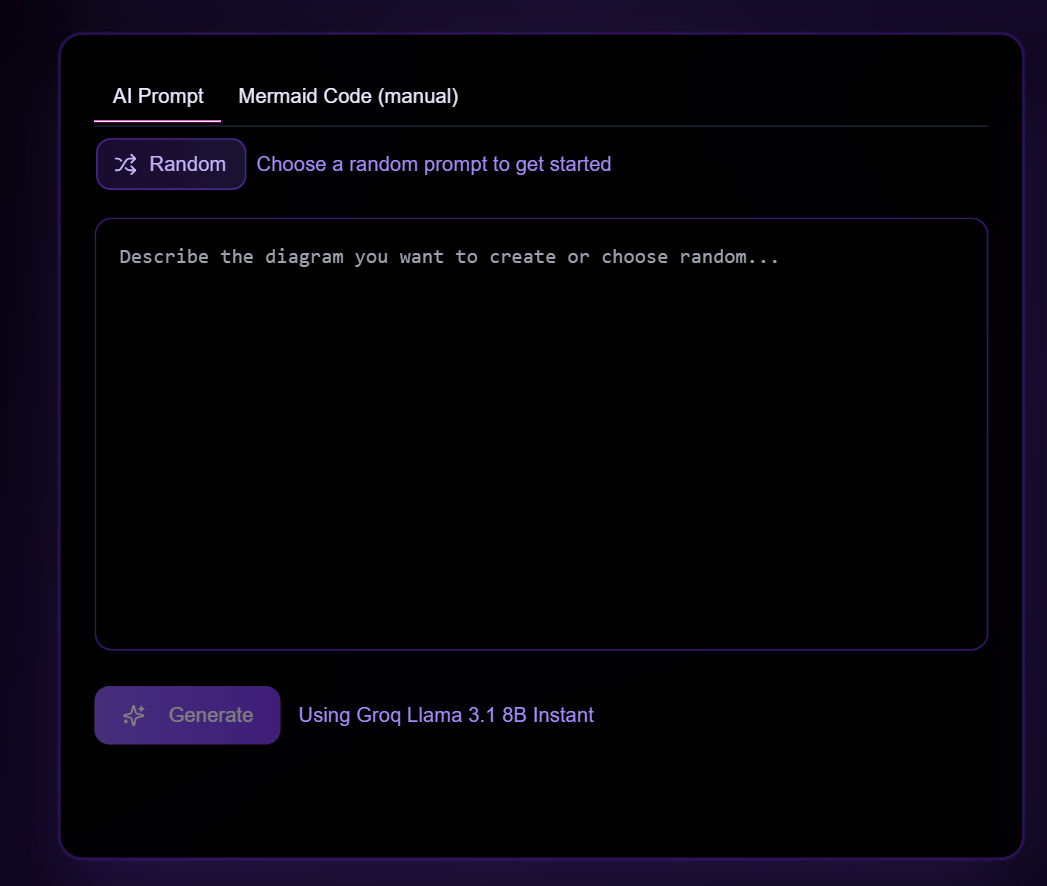 AI Prompt Mermaid Code (manual)
Random Choose a random prompt to get started
Describe the diagram you want to create or choose random...
Generate Using Groq Llama 3.1 8B Instant